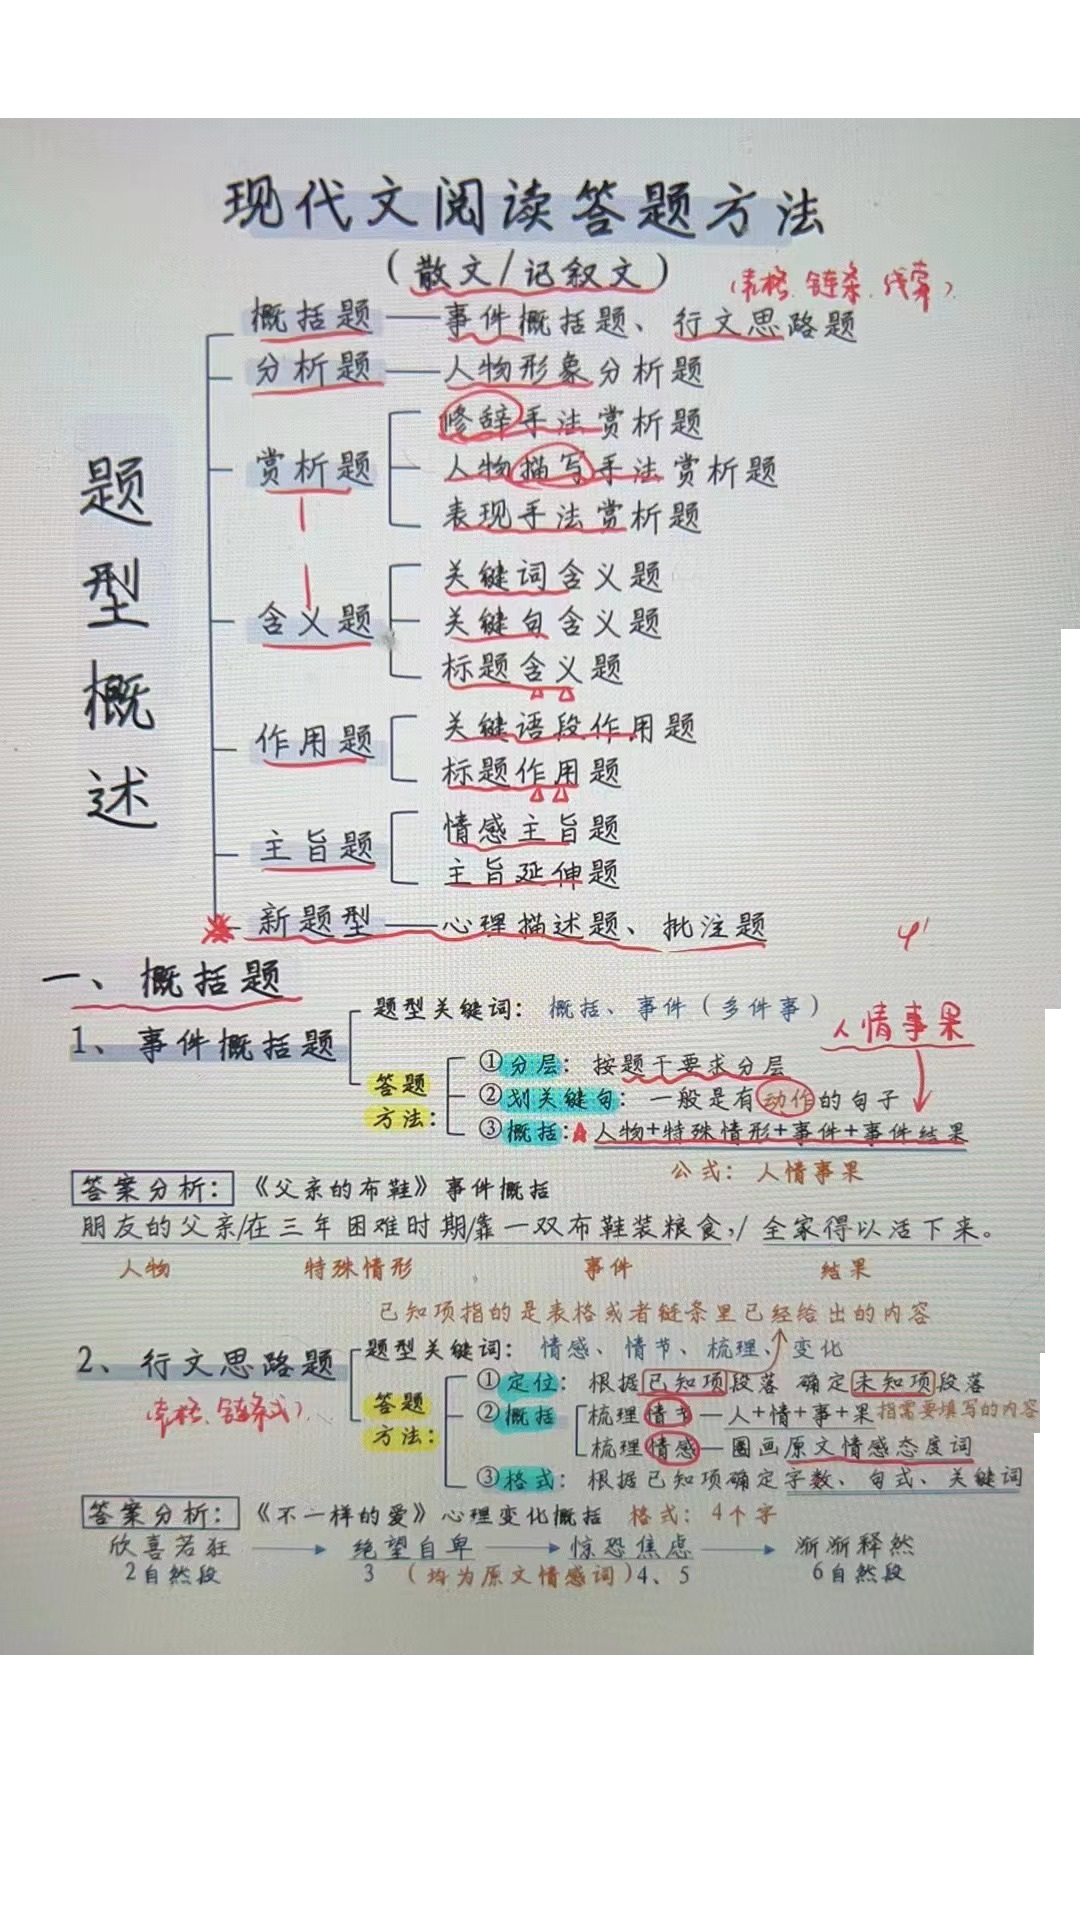 现代文阅读答题方法
(散文/记叙文)
(表格、链条、线索)
题型概述
概括题——事件概括题、行文思路题
分析题——人物形象分析题
赏析题
修辞手法赏析题
人物描写手法赏析题
表现手法赏析题
含义题
关键词含义题
关键句含义题
标题含义题
作用题
关键语段作用题
标题作用题
主旨题
情感主旨题
主旨延伸题
新题型——心理描述题、批注题
一、概括题
1、事件概括题
题型关键词:概括、事件(多件事)
人情事果
答题方法:
①分层:按题干要求分层
②划关键句:一般是有动作的句子
③概括:人物+特殊情形+事件+事件结果
公式:人情事果
答案分析:《父亲的布鞋》事件概括
朋友的父亲/在三年困难时期/靠一双布鞋装粮食,/全家得以活下来。
人物 特殊情形 事件 结果
已知项指的是表格或者链条里已经给出的内容
2、行文思路题
(表格、链条式)
题型关键词:情感、情节、梳理、变化
答题方法:
①定位:根据已知项段落 确定未知项段落
②概括
梳理情节—人+情+事+果 指需要填写的内容
梳理情感—圈画原文情感态度词
③格式:根据已知项确定字数、句式、关键词
答案分析:《不一样的爱》心理变化概括 格式:4个字
欣喜若狂 → 绝望自卑 → 惊恐焦虑 → 渐渐释然
2自然段 3 (均为原文情感词) 4、5 6自然段